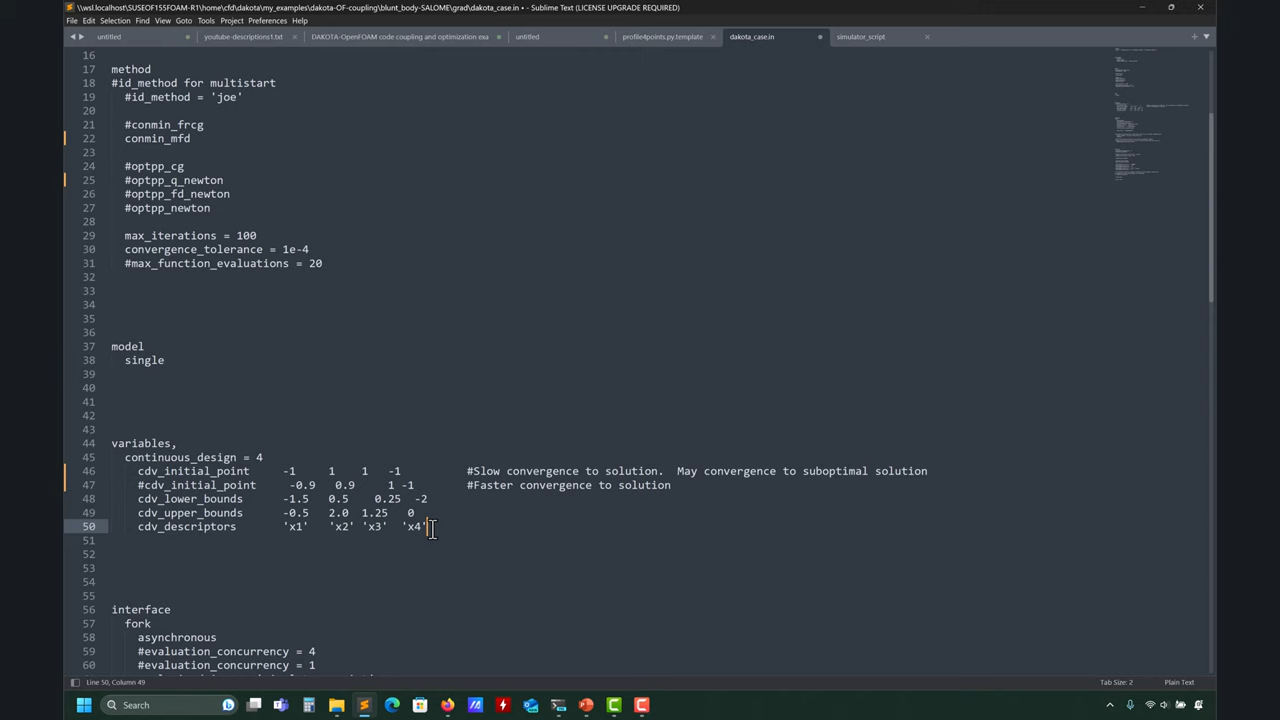 \\wsl.localhost\SUSEOF155FOAM-R1\home\cfd\dakota\my_examples\dakota-OF-coupling\blunt_body-SALOME\grad\dakota_case.in • - Sublime Text (LICENSE UPGRADE REQUIRED)
File Edit Selection Find View Goto Tools Project Preferences Help
untitled youtube-descriptions1.txt DAKOTA-OpenFOAM code coupling and optimization exa untitled profile4points.py.template dakota_case.in simulator_script
16
17 method
18 #id_method for multistart
19 #id_method = 'joe'
20
21 #conmin_frcg
22 conmin_mfd
23
24 #optpp_cg
25 #optpp_q_newton
26 #optpp_fd_newton
27 #optpp_newton
28
29 max_iterations = 100
30 convergence_tolerance = 1e-4
31 #max_function_evaluations = 20
32
33
34
35
36
37 model
38 single
39
40
41
42
43
44 variables,
45 continuous_design = 4
46 cdv_initial_point -1 1 1 -1 #Slow convergence to solution. May convergence to suboptimal solution
47 #cdv_initial_point -0.9 0.9 1 -1 #Faster convergence to solution
48 cdv_lower_bounds -1.5 0.5 0.25 -2
49 cdv_upper_bounds -0.5 2.0 1.25 0
50 cdv_descriptors 'x1' 'x2' 'x3' 'x4'
51
52
53
54
55
56 interface
57 fork
58 asynchronous
59 #evaluation_concurrency = 4
60 #evaluation_concurrency = 1
Line 50, Column 49 Tab Size: 2 Plain Text
Search